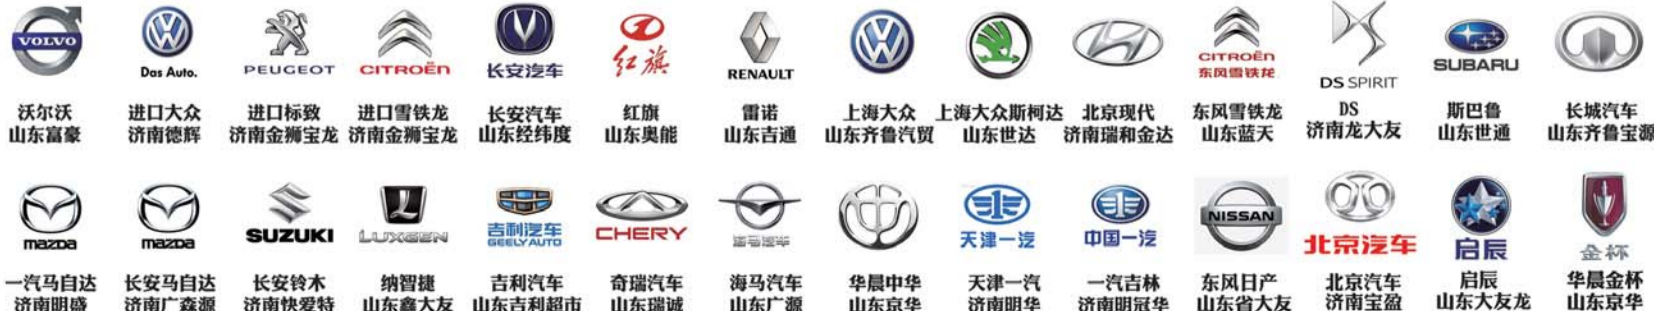 VOLVO
Das Auto.
PEUGEOT
CITROËN
长安汽车
红旗
RENAULT
CITROËN
东风雪铁龙
DS SPIRIT
SUBARU
沃尔沃
山东富豪
进口大众
济南德辉
进口标致
济南金狮宝龙
进口雪铁龙
济南金狮宝龙
长安汽车
山东经纬度
红旗
山东奥能
雷诺
山东吉通
上海大众
山东齐鲁汽贸
上海大众斯柯达
山东世达
北京现代
济南瑞和金达
东风雪铁龙
山东蓝天
DS
济南龙大友
斯巴鲁
山东世通
长城汽车
山东齐鲁宝源
mazDa
mazDa
SUZUKI
LUXGEN
吉利汽车
GEELY AUTO
CHERY
海马汽车
天津一汽
中国一汽
NISSAN
北京汽车
启辰
金杯
一汽马自达
济南明盛
长安马自达
济南广森源
长安铃木
济南快爱特
纳智捷
山东鑫大友
吉利汽车
山东吉利超市
奇瑞汽车
山东瑞诚
海马汽车
山东广源
华晨中华
山东京华
天津一汽
济南明华
一汽吉林
济南明冠华
东风日产
山东省大友
北京汽车
济南宝盈
启辰
山东大友龙
华晨金杯
山东京华